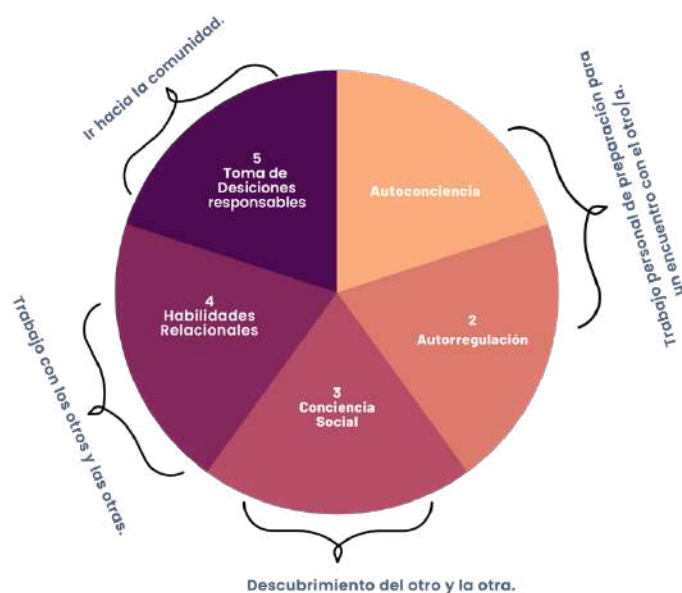 Ir hacia la comunidad.
Trabajo personal de preparación para
un encuentro con el otro/a.
5
Toma de
Desiciones
responsables
Autoconciencia
4
Habilidades
Relacionales
2
Autorregulación
3
Conciencia
Social
Trabajo con los otros y las otras.
Descubrimiento del otro y la otra.